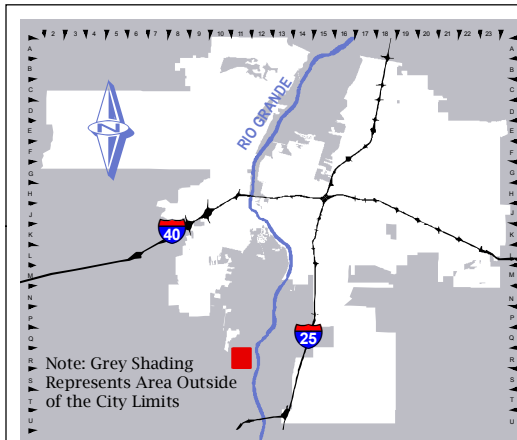 2 3 4 5 6 7 8 9 10 11 12 13 14 15 16 17 18 19 20 21 22 23
A A
B B
C C
D D
E E
F F
G G
H H
J J
K K
L L
M M
N N
P P
Q Q
R R
S S
T T
U U
N
RIO GRANDE
40
25
Note: Grey Shading
Represents Area Outside
of the City Limits